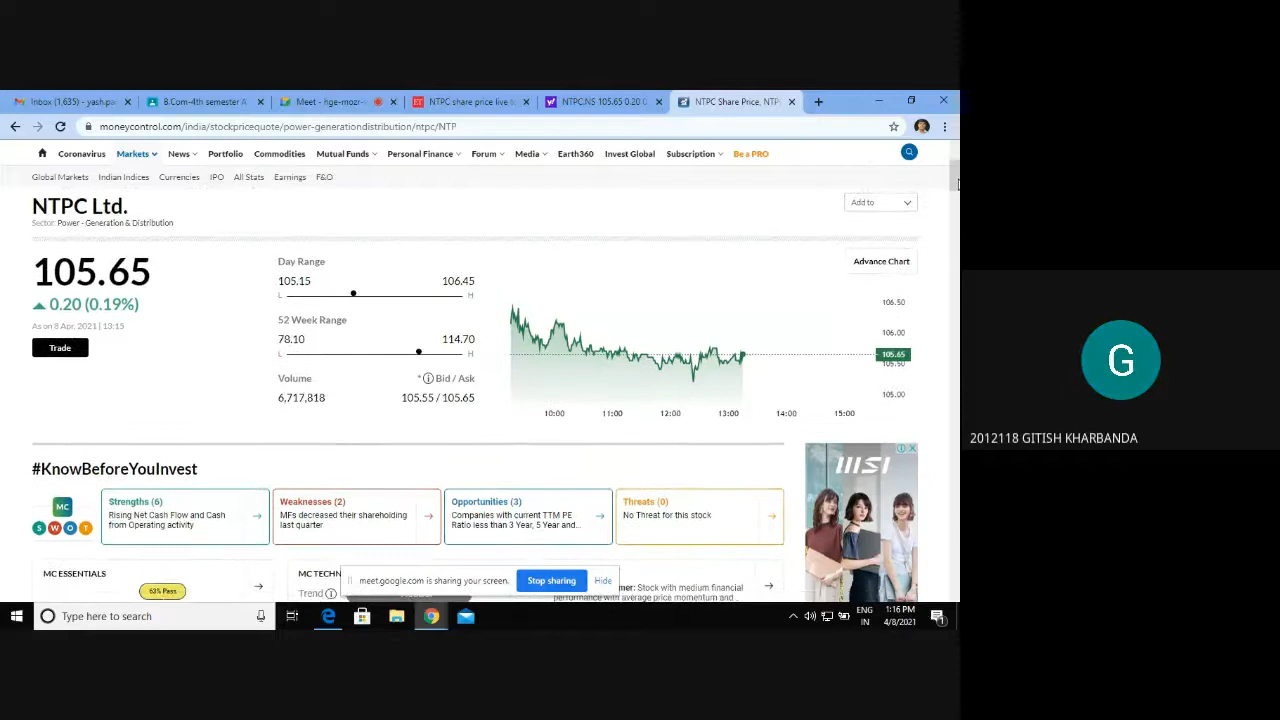 Inbox (1,635) - yash.pa
B.Com-4th semester A
Meet - hge-mozr-
NTPC share price live
NTPC.NS 105.65 0.20
NTPC Share Price, NTP
moneycontrol.com/india/stockpricequote/power-generationdistribution/ntpc/NTP
Coronavirus Markets News Portfolio Commodities Mutual Funds Personal Finance Forum Media Earth360 Invest Global Subscription Be a PRO
Global Markets Indian Indices Currencies IPO All Stats Earnings F&O
NTPC Ltd.
Sector: Power - Generation & Distribution
Add to
105.65
0.20 (0.19%)
As on 8 Apr, 2021 | 13:15
Trade
Day Range
105.15 106.45
L H
52 Week Range
78.10 114.70
L H
Volume * Bid / Ask
6,717,818 105.55 / 105.65
Advance Chart
106.50
106.00
105.65
105.50
105.00
10:00 11:00 12:00 13:00 14:00 15:00
#KnowBeforeYouInvest
MC
S W O T
Strengths (6)
Rising Net Cash Flow and Cash
from Operating activity
Weaknesses (2)
MFs decreased their shareholding
last quarter
Opportunities (3)
Companies with current TTM PE
Ratio less than 3 Year, 5 Year and...
Threats (0)
No Threat for this stock
msi
MC ESSENTIALS
63% Pass
MC TECHN
Trend
mer: Stock with medium financial
performance with average price momentum and...
meet.google.com is sharing your screen.
Stop sharing
Hide
Type here to search
ENG
IN
1:16 PM
4/8/2021
1
G
2012118 GITISH KHARBANDA